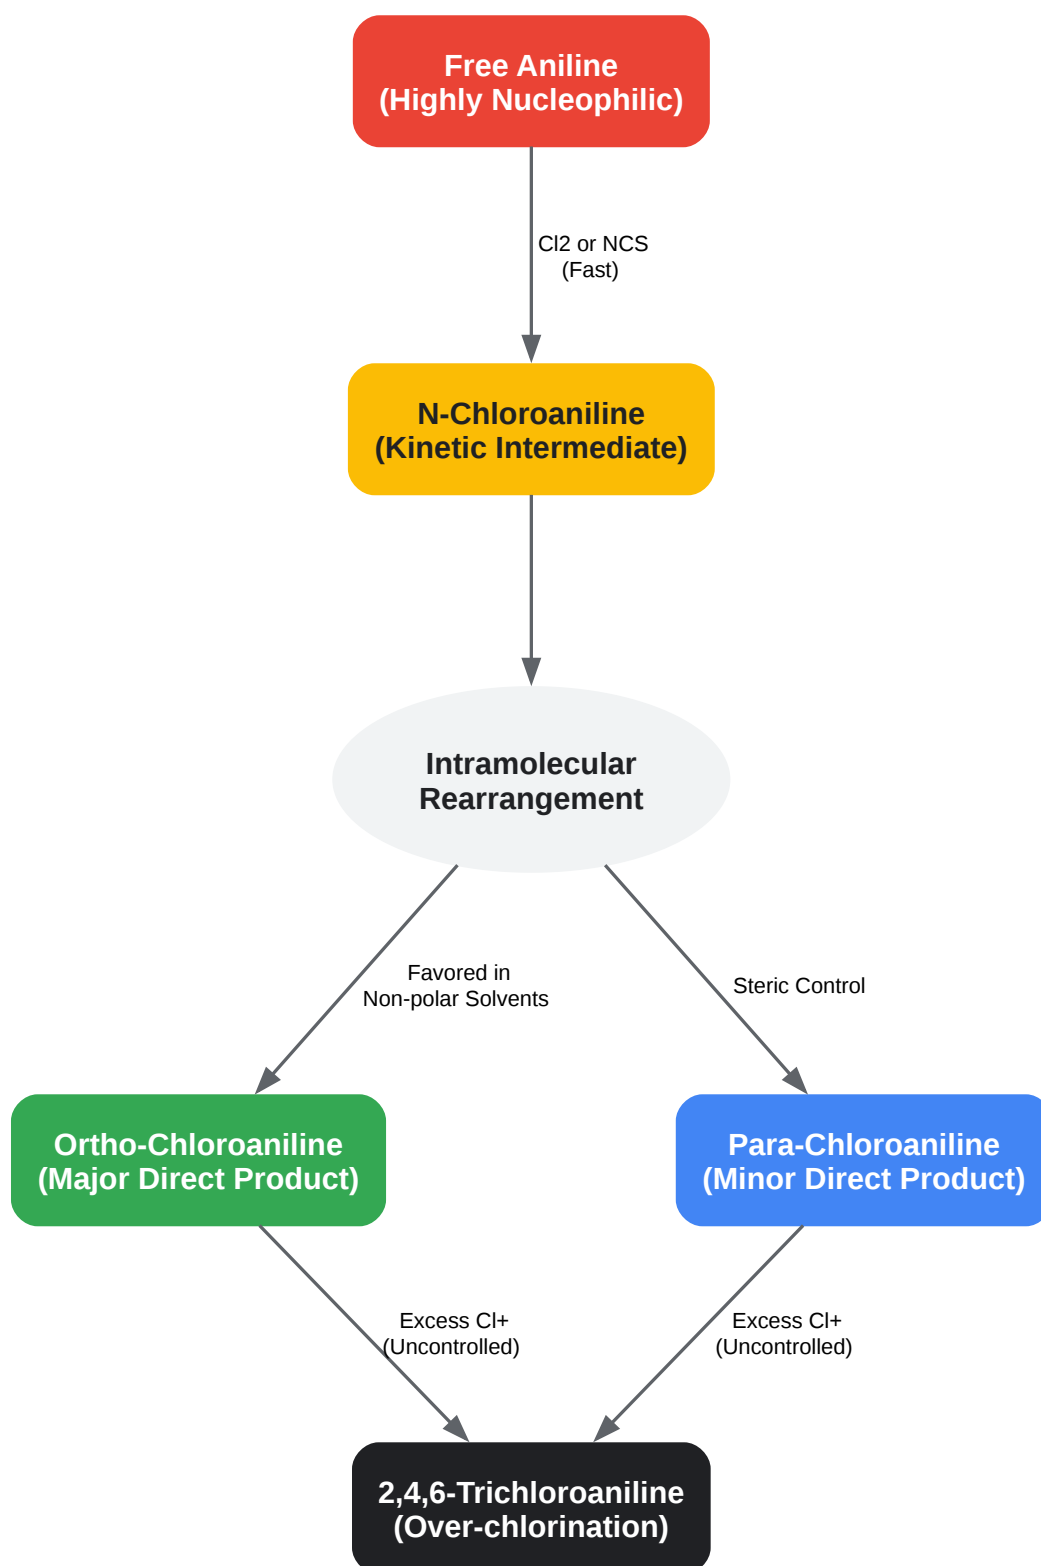 Free Aniline
(Highly Nucleophilic)
Cl2 or NCS
(Fast)
N-Chloroaniline
(Kinetic Intermediate)
Intramolecular
Rearrangement
Favored in
Non-polar Solvents
Steric Control
Ortho-Chloroaniline
(Major Direct Product)
Para-Chloroaniline
(Minor Direct Product)
Excess Cl+
(Uncontrolled)
Excess Cl+
(Uncontrolled)
2,4,6-Trichloroaniline
(Over-chlorination)